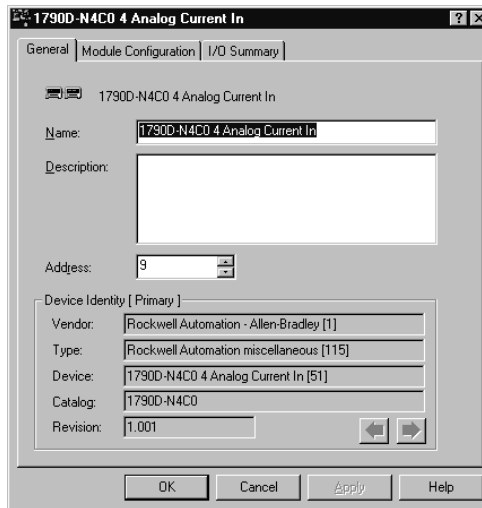 1790D-N4C0 4 Analog Current In
General Module Configuration I/O Summary
1790D-N4C0 4 Analog Current In
Name: 1790D-N4C0 4 Analog Current In
Description:
Address: 9
Device Identity [ Primary ]
Vendor: Rockwell Automation - Allen-Bradley [1]
Type: Rockwell Automation miscellaneous [115]
Device: 1790D-N4C0 4 Analog Current In [51]
Catalog: 1790D-N4C0
Revision: 1.001
OK Cancel Apply Help